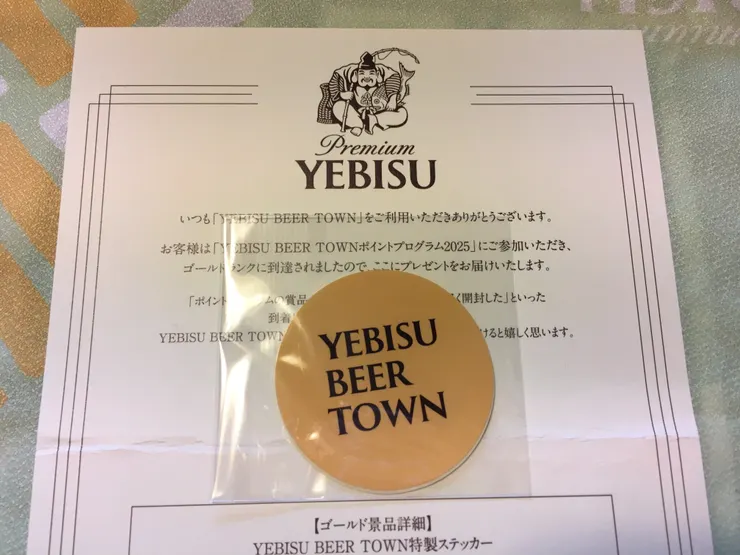 Premium
YEBISU
いつも「YEBISU BEER TOWN」をご利用いただきありがとうございます。
お客様は「YEBISU BEER TOWNポイントプログラム2025」にご参加いただき、
ゴールドランクに到達されましたので、ここにプレゼントをお届けいたします。
「ポイントプログラムの賞品 く開封した」といった
到着
YEBISU BEER TOWN けると嬉しく思います。
YEBISU
BEER
TOWN
【ゴールド景品詳細】
YEBISU BEER TOWN特製ステッカー